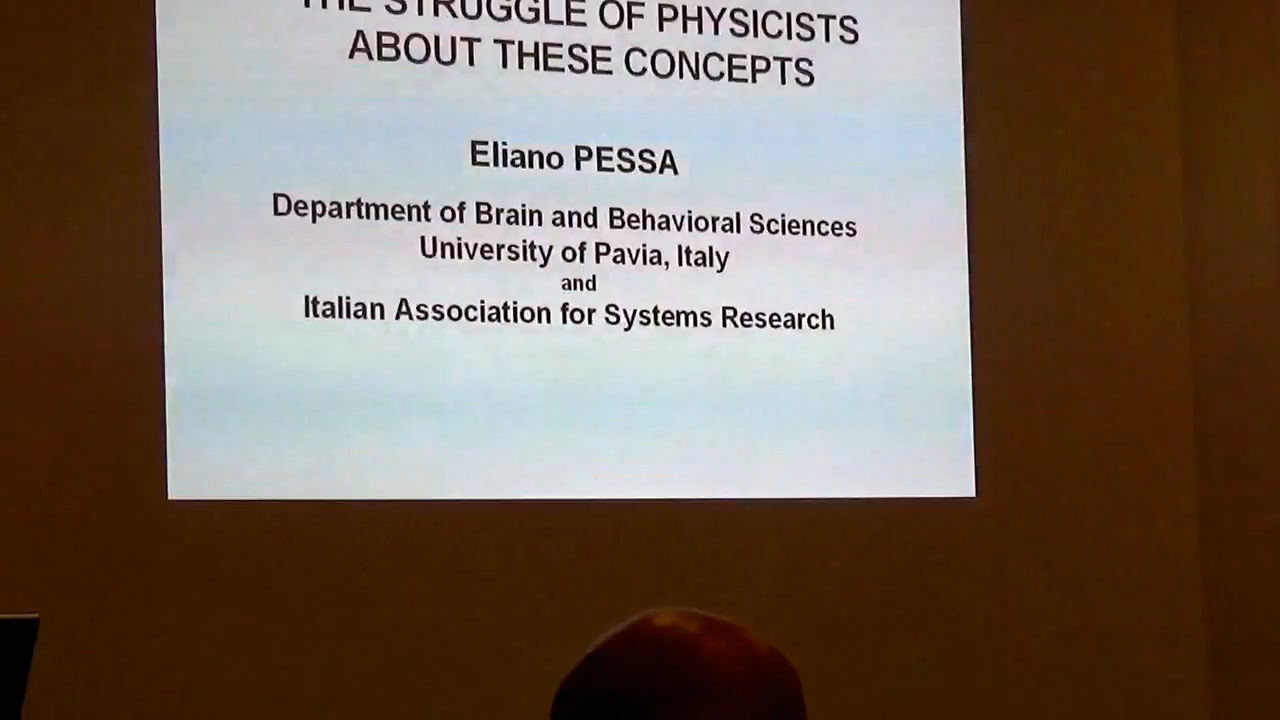 THE STRUGGLE OF PHYSICISTS
ABOUT THESE CONCEPTS
Eliano PESSA
Department of Brain and Behavioral Sciences
University of Pavia, Italy
and
Italian Association for Systems Research